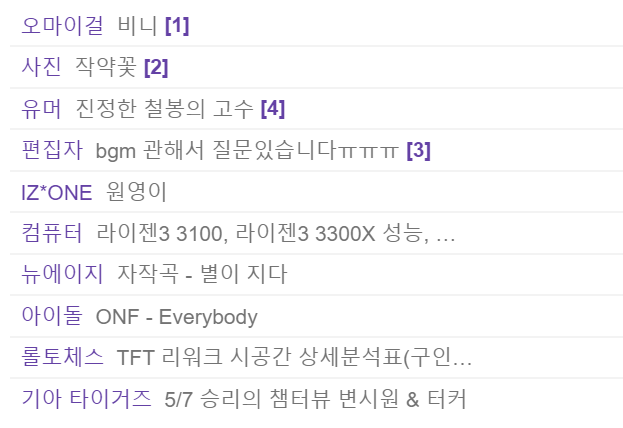 오마이걸 비니 [1]
사진 작약꽃 [2]
유머 진정한 철봉의 고수 [4]
편집자 bgm 관해서 질문있습니다ㅠㅠㅠ [3]
IZ*ONE 원영이
컴퓨터 라이젠3 3100, 라이젠3 3300X 성능, ...
뉴에이지 자작곡 - 별이 지다
아이돌 ONF - Everybody
롤토체스 TFT 리워크 시공간 상세분석표(구인...
기아 타이거즈 5/7 승리의 챔터뷰 변시원 & 터커